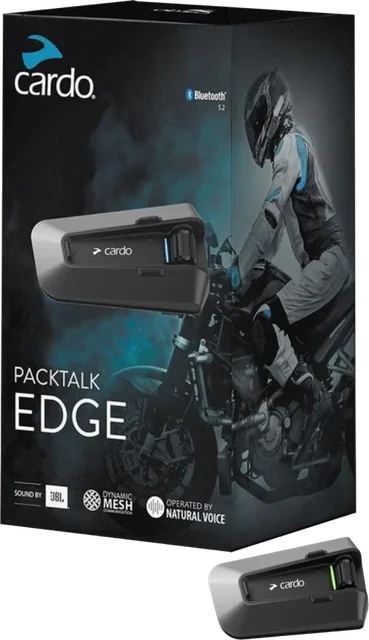 cardo
Bluetooth
5.2
cardo
PACKTALK
EDGE
SOUND BY
JBL
DYNAMIC
MESH
COMMUNICATION
OPERATED BY
NATURAL VOICE
cardo